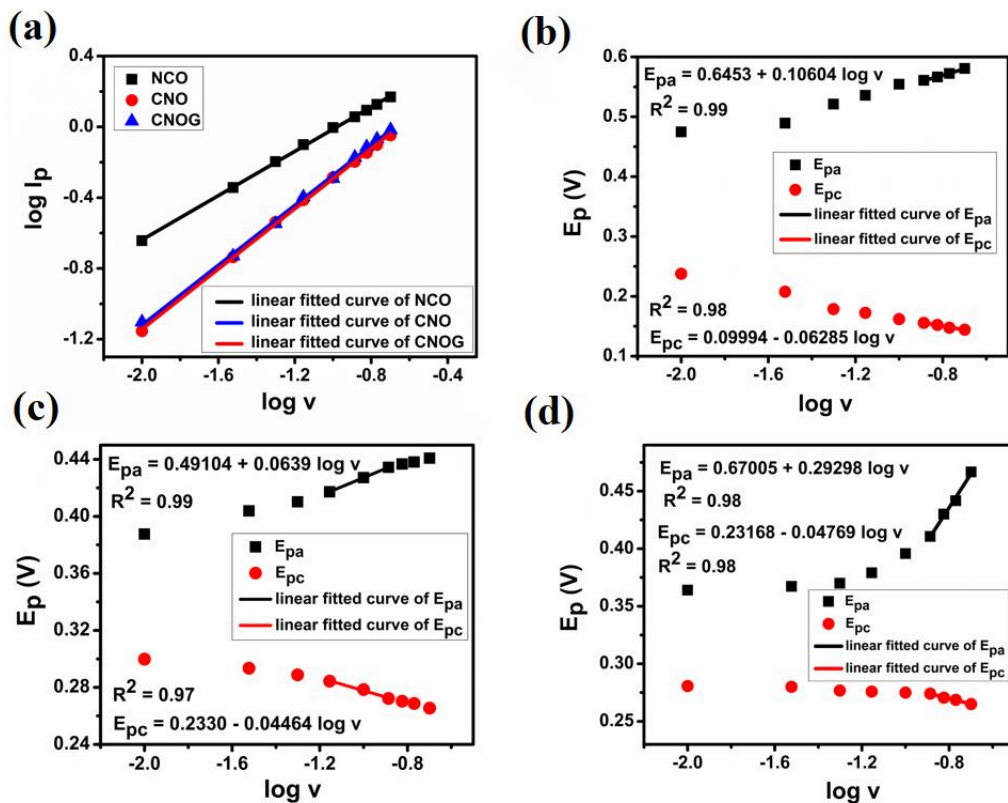 (a)
0.4
0.0
-0.4
-0.8
-1.2
log Ip
NCO
CNO
CNOG
linear fitted curve of NCO
linear fitted curve of CNO
linear fitted curve of CNOG
-2.0 -1.6 -1.2 -0.8 -0.4
log v
(b)
0.6
0.5
0.4
0.3
0.2
0.1
Ep (V)
Epa = 0.6453 + 0.10604 log v
R2 = 0.99
Epa
Epc
linear fitted curve of Epa
linear fitted curve of Epc
R2 = 0.98
Epc = 0.09994 - 0.06285 log v
-2.0 -1.6 -1.2 -0.8
log v
(c)
0.44
0.40
0.36
0.32
0.28
0.24
Ep (V)
Epa = 0.49104 + 0.0639 log v
R2 = 0.99
Epa
Epc
linear fitted curve of Epa
linear fitted curve of Epc
R2 = 0.97
Epc = 0.2330 - 0.04464 log v
-2.0 -1.6 -1.2 -0.8
log v
(d)
0.45
0.40
0.35
0.30
0.25
Ep (V)
Epa = 0.67005 + 0.29298 log v
R2 = 0.98
Epc = 0.23168 - 0.04769 log v
R2 = 0.98
Epa
Epc
linear fitted curve of Epa
linear fitted curve of Epc
-2.0 -1.6 -1.2 -0.8
log v